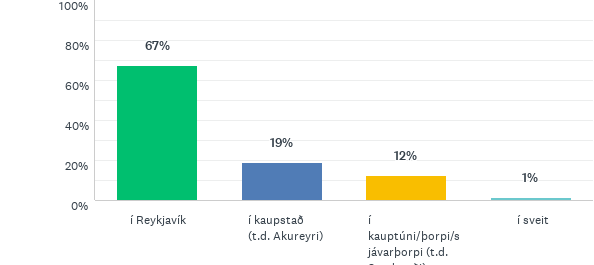 100%
80%
60%
40%
20%
0%
67%
19%
12%
1%
í Reykjavík
í kaupstað
(t.d. Akureyri)
í
kauptúni/þorpi/s
jávarþorpi (t.d.
í sveit